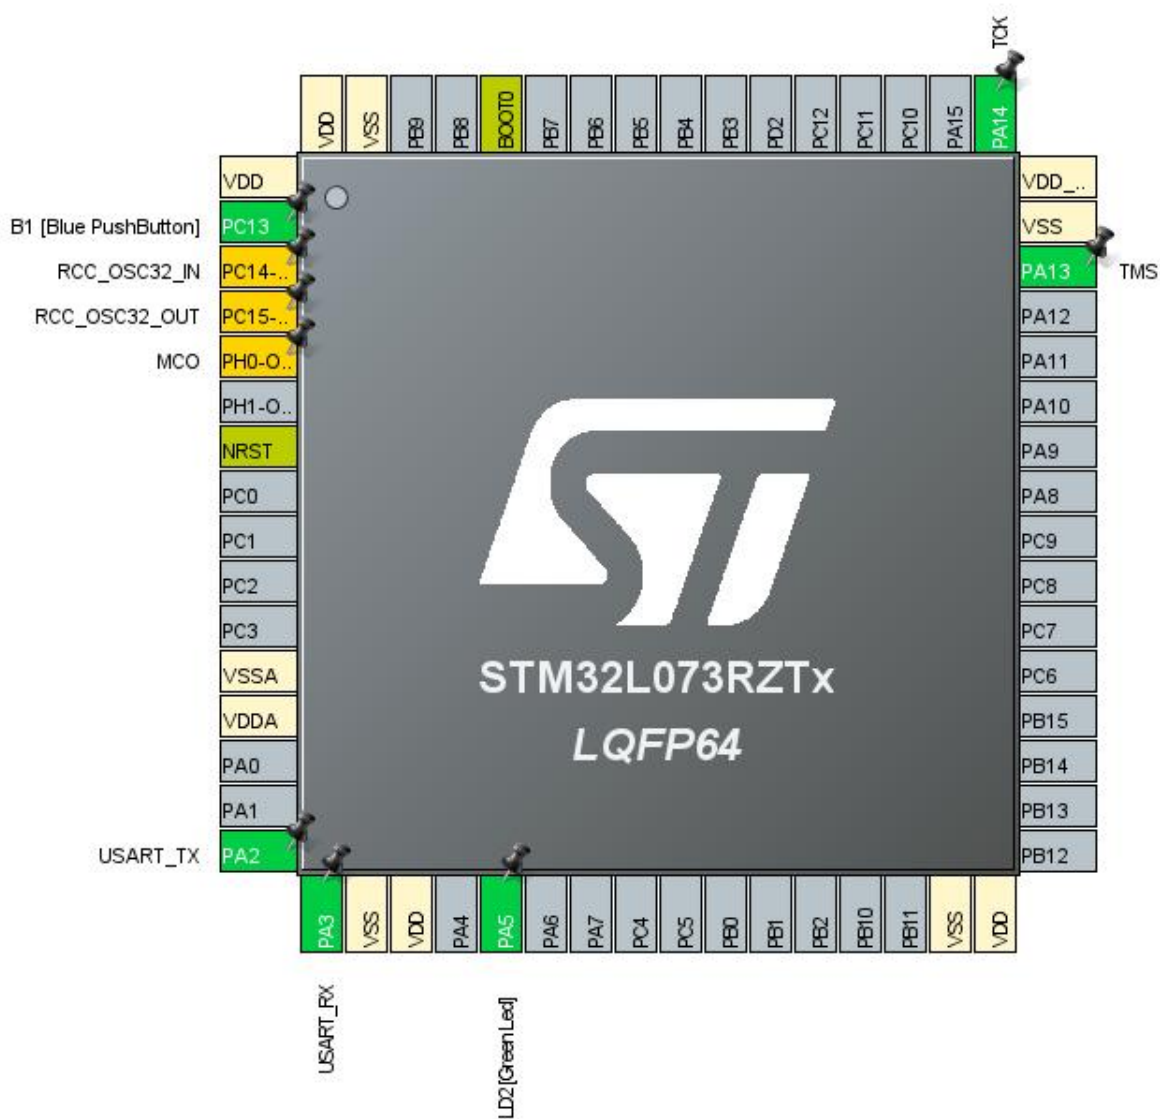 TCK
VDD
VSS
PB9
PB8
BOOT0
PB7
PB6
PB5
PB4
PB3
PD2
PC12
PC11
PC10
PA15
PA14
VDD
B1 [Blue PushButton] PC13
RCC_OSC32_IN PC14-..
RCC_OSC32_OUT PC15-..
MCO PH0-O..
PH1-O..
NRST
PC0
PC1
PC2
PC3
VSSA
VDDA
PA0
PA1
USART_TX PA2
VDD_..
VSS
PA13 TMS
PA12
PA11
PA10
PA9
PA8
PC9
PC8
PC7
PC6
PB15
PB14
PB13
PB12
ST
STM32L073RZTx
LQFP64
PA3
VSS
VDD
PA4
PA5
PA6
PA7
PC4
PC5
PB0
PB1
PB2
PB10
PB11
VSS
VDD
USART_RX
LD2 [Green Led]